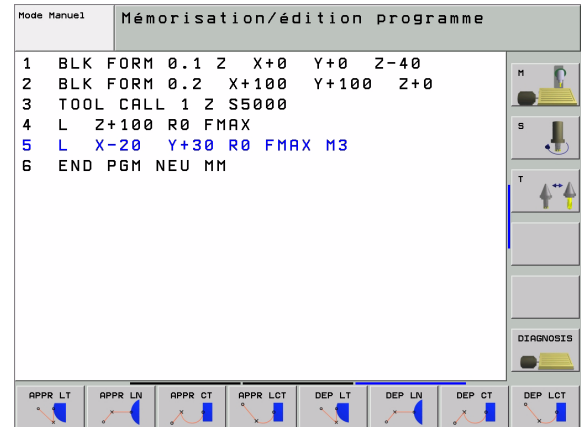 Mode Manuel
Mémorisation/édition programme
1 BLK FORM 0.1 Z X+0 Y+0 Z-40
2 BLK FORM 0.2 X+100 Y+100 Z+0
3 TOOL CALL 1 Z S5000
4 L Z+100 R0 FMAX
5 L X-20 Y+30 R0 FMAX M3
6 END PGM NEU MM
M
S
T
DIAGNOSIS
APPR LT APPR LN APPR CT APPR LCT DEP LT DEP LN DEP CT DEP LCT